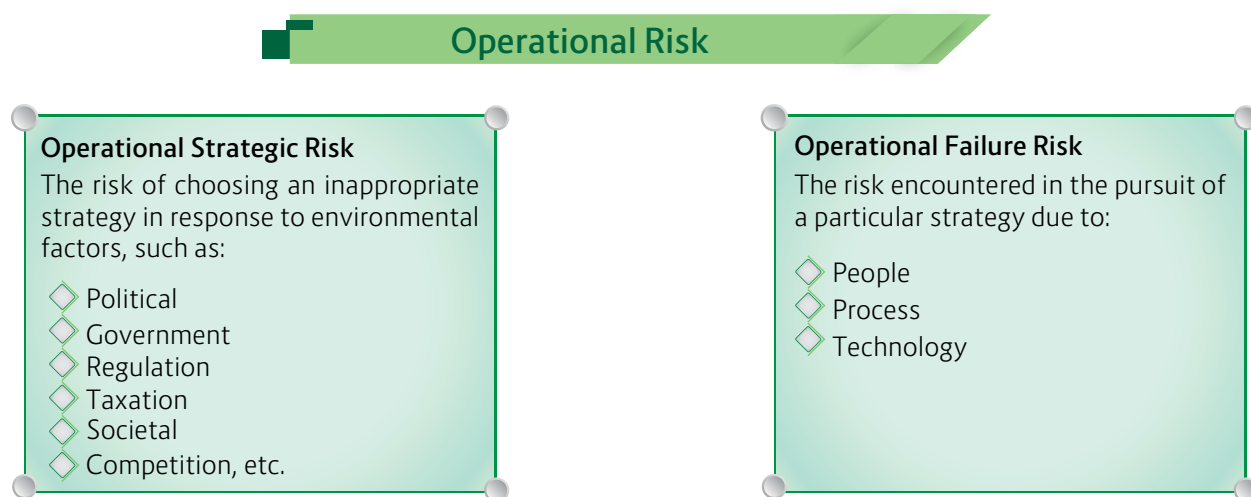 Operational Risk
Operational Strategic Risk
The risk of choosing an inappropriate
strategy in response to environmental
factors, such as:
Political
Government
Regulation
Taxation
Societal
Competition, etc.
Operational Failure Risk
The risk encountered in the pursuit of
a particular strategy due to:
People
Process
Technology